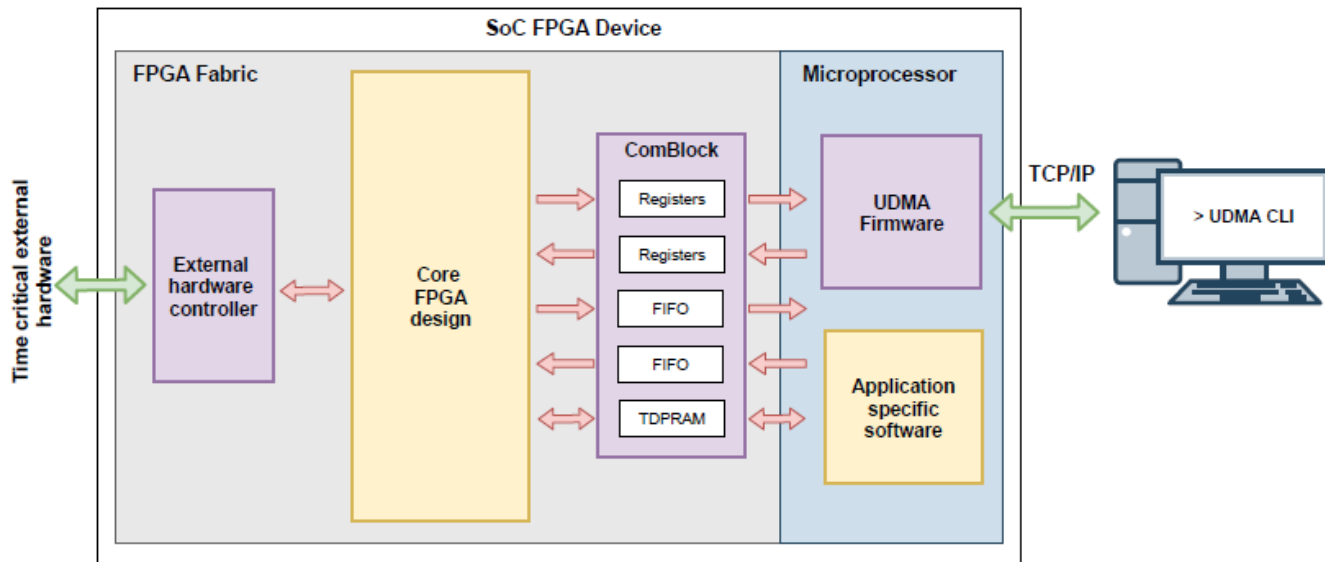 SoC FPGA Device
FPGA Fabric
Microprocessor
Time critical external
hardware
External
hardware
controller
Core
FPGA
design
ComBlock
Registers
Registers
FIFO
FIFO
TDPRAM
UDMA
Firmware
Application
specific
software
TCP/IP
> UDMA CLI